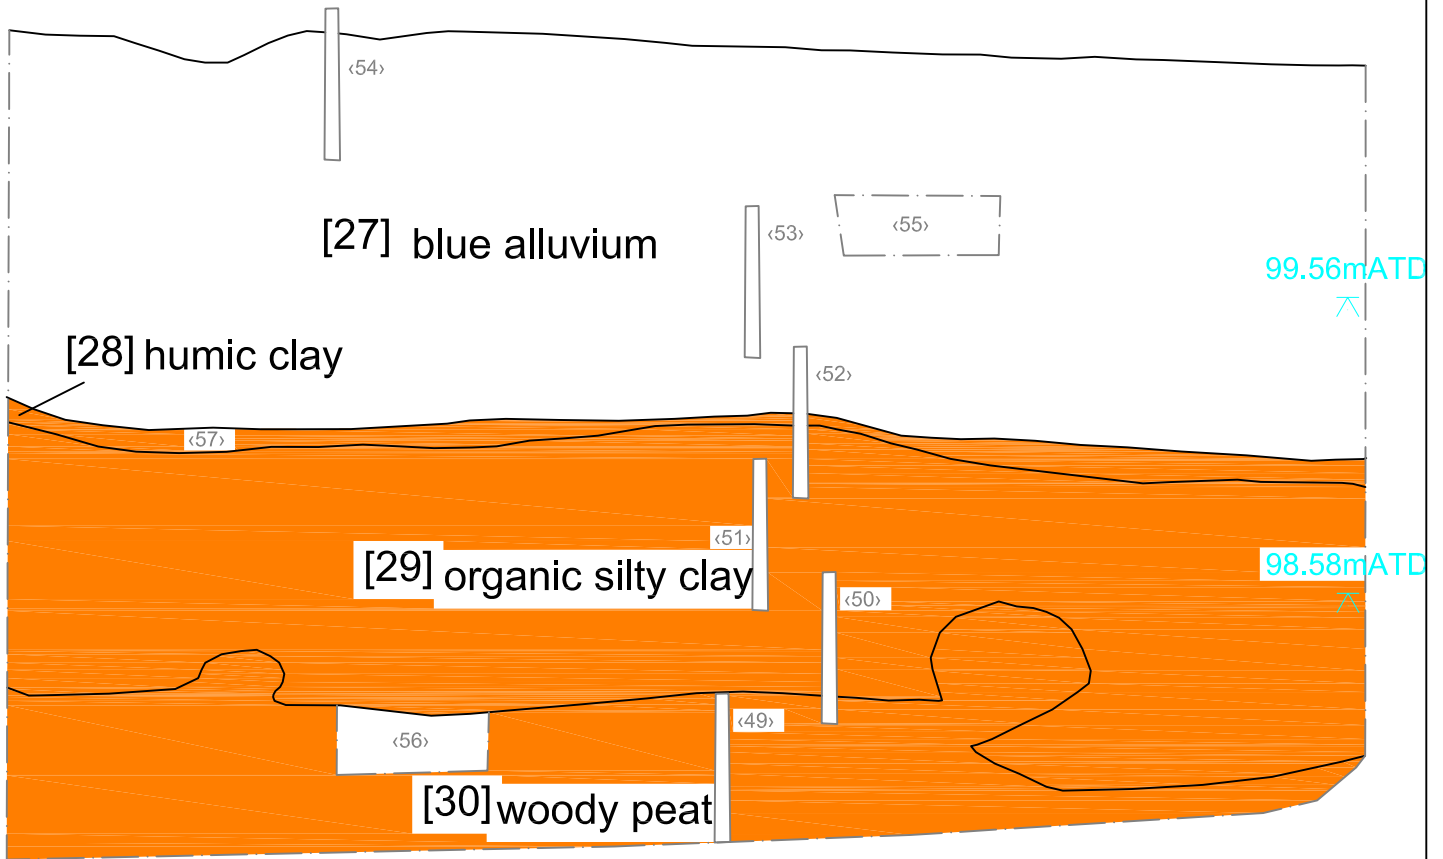 ‹54›
[27] blue alluvium
‹53›
‹55›
99.56mATD
[28] humic clay
‹52›
‹57›
‹51›
[29] organic silty clay
98.58mATD
‹50›
‹49›
‹56›
[30] woody peat